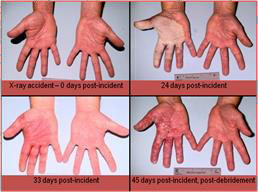 X-ray accident – 0 days post-incident
24 days post-incident
33 days post-incident
45 days post-incident, post-debridement